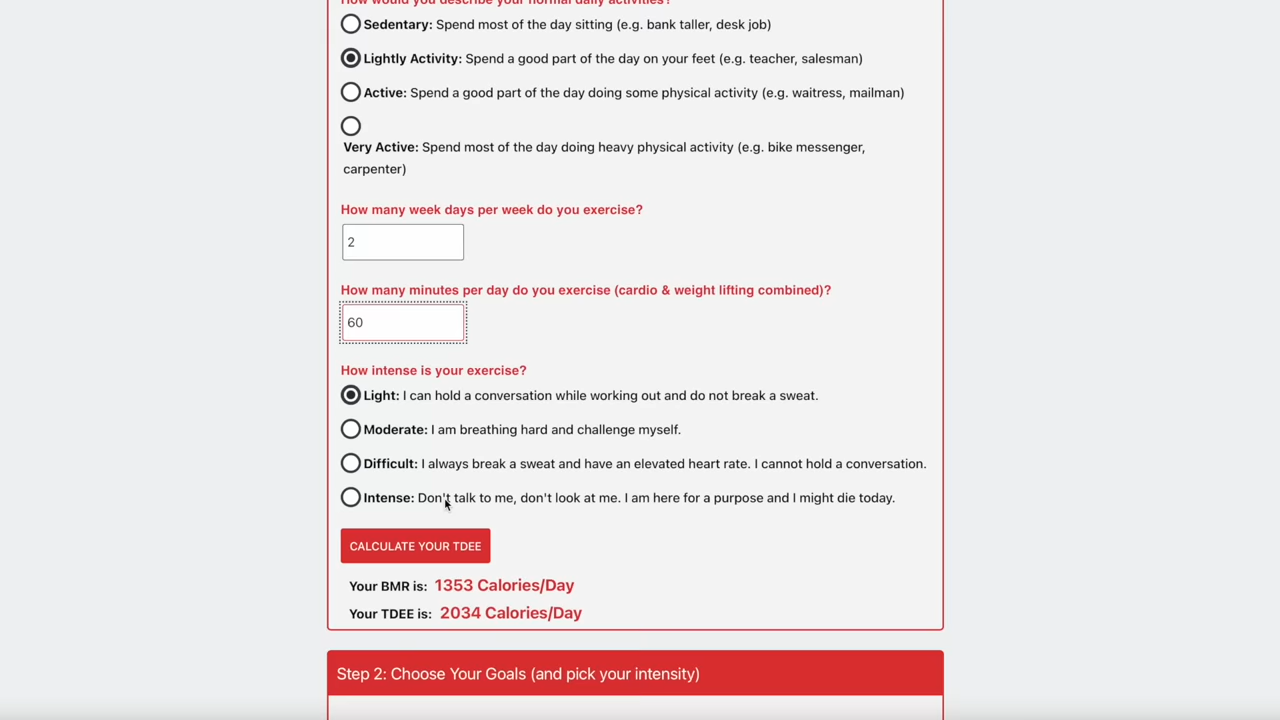 How would you describe your normal daily activities?
Sedentary: Spend most of the day sitting (e.g. bank taller, desk job)
Lightly Activity: Spend a good part of the day on your feet (e.g. teacher, salesman)
Active: Spend a good part of the day doing some physical activity (e.g. waitress, mailman)
Very Active: Spend most of the day doing heavy physical activity (e.g. bike messenger,
carpenter)
How many week days per week do you exercise?
2
How many minutes per day do you exercise (cardio & weight lifting combined)?
60
How intense is your exercise?
Light: I can hold a conversation while working out and do not break a sweat.
Moderate: I am breathing hard and challenge myself.
Difficult: I always break a sweat and have an elevated heart rate. I cannot hold a conversation.
Intense: Don't talk to me, don't look at me. I am here for a purpose and I might die today.
CALCULATE YOUR TDEE
Your BMR is: 1353 Calories/Day
Your TDEE is: 2034 Calories/Day
Step 2: Choose Your Goals (and pick your intensity)